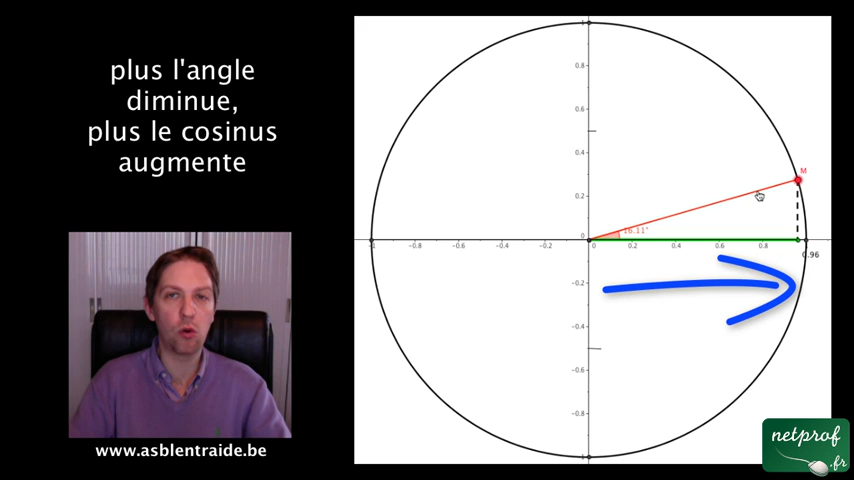 plus l'angle
diminue,
plus le cosinus
augmente
www.asblentraide.be
1
0.8
0.6
0.4
0.2
0
-0.2
-0.4
-0.6
-0.8
-0.8
-0.6
-0.4
-0.2
0
0.2
0.4
0.6
0.8
M
16.11°
0.96
netprof
.fr